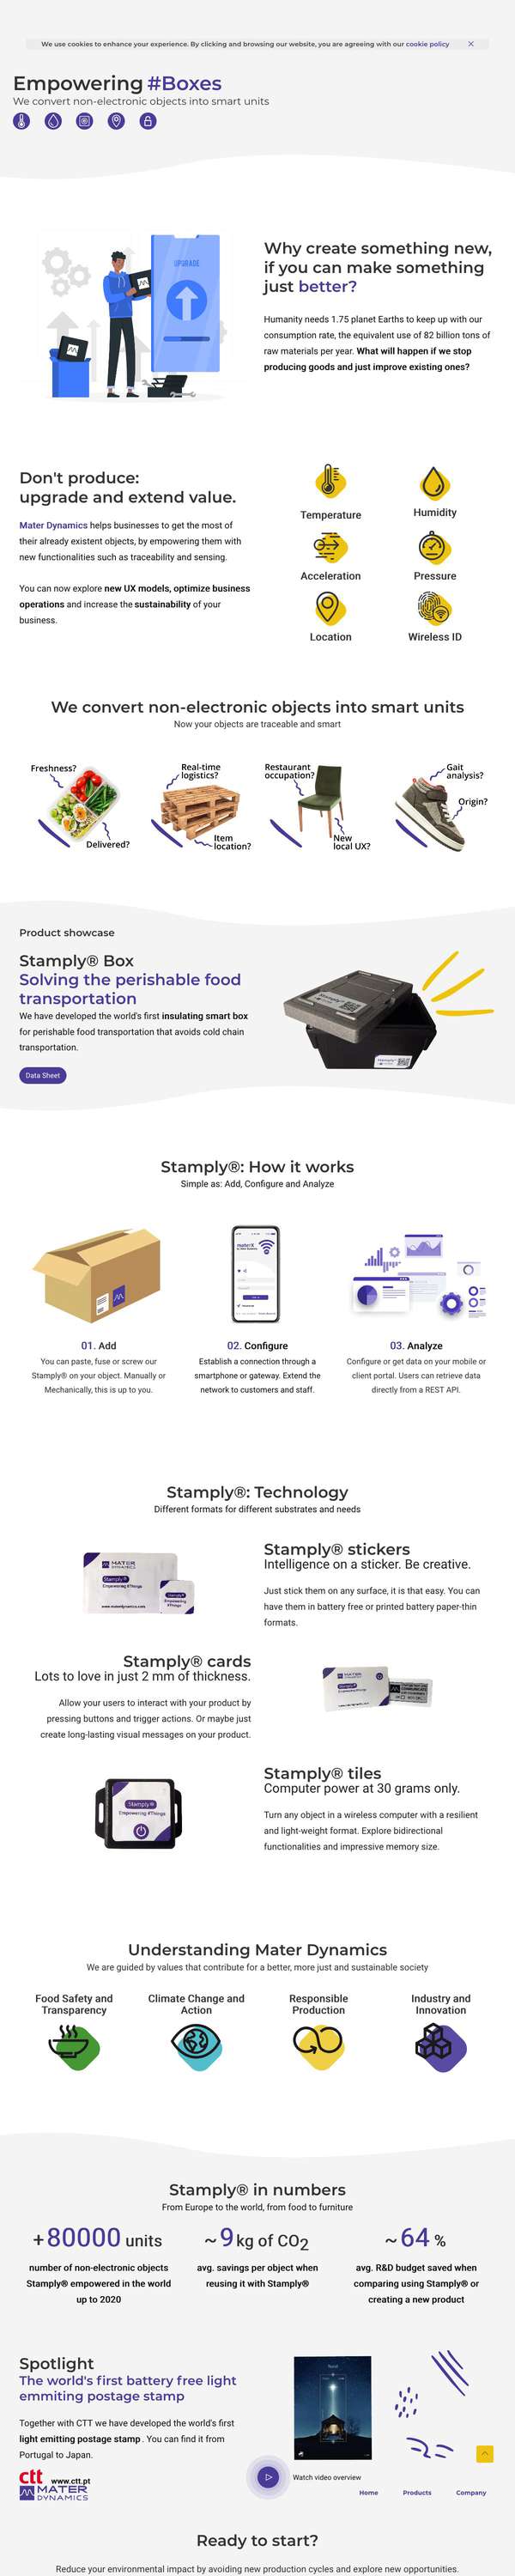 We use cookies to enhance your experience. By clicking and browsing our website, you are agreeing with our cookie policy
Empowering #Boxes
We convert non-electronic objects into smart units
UPGRADE
Why create something new,
if you can make something
just better?
Humanity needs 1.75 planet Earths to keep up with our
consumption rate, the equivalent use of 82 billion tons of
raw materials per year. What will happen if we stop
producing goods and just improve existing ones?
Don't produce:
upgrade and extend value.
Mater Dynamics helps businesses to get the most of
their already existent objects, by empowering them with
new functionalities such as traceability and sensing.
You can now explore new UX models, optimize business
operations and increase the sustainability of your
business.
Temperature
Humidity
Acceleration
Pressure
Location
Wireless ID
We convert non-electronic objects into smart units
Now your objects are traceable and smart
Freshness?
Delivered?
Real-time
logistics?
Item
location?
Restaurant
occupation?
New
local UX?
Gait
analysis?
Origin?
Product showcase
Stamply® Box
Solving the perishable food
transportation
We have developed the world's first insulating smart box
for perishable food transportation that avoids cold chain
transportation.
Data Sheet
Stamply®: How it works
Simple as: Add, Configure and Analyze
01. Add
You can paste, fuse or screw our
Stamply® on your object. Manually or
Mechanically, this is up to you.
02. Configure
Establish a connection through a
smartphone or gateway. Extend the
network to customers and staff.
03. Analyze
Configure or get data on your mobile or
client portal. Users can retrieve data
directly from a REST API.
Stamply®: Technology
Different formats for different substrates and needs
MATER
DYNAMICS
Stamply®
Empowering #Things
Stamply® stickers
Intelligence on a sticker. Be creative.
Just stick them on any surface, it is that easy. You can
have them in battery free or printed battery paper-thin
formats.
Stamply® cards
Lots to love in just 2 mm of thickness.
Allow your users to interact with your product by
pressing buttons and trigger actions. Or maybe just
create long-lasting visual messages on your product.
Stamply®
Empowering #Things
Stamply® tiles
Computer power at 30 grams only.
Turn any object in a wireless computer with a resilient
and light-weight format. Explore bidirectional
functionalities and impressive memory size.
Understanding Mater Dynamics
We are guided by values that contribute for a better, more just and sustainable society
Food Safety and
Transparency
Climate Change and
Action
Responsible
Production
Industry and
Innovation
Stamply® in numbers
From Europe to the world, from food to furniture
+80000 units
number of non-electronic objects
Stamply® empowered in the world
up to 2020
~9kg of CO2
avg. savings per object when
reusing it with Stamply®
~64 %
avg. R&D budget saved when
comparing using Stamply® or
creating a new product
Spotlight
The world's first battery free light
emmiting postage stamp
Together with CTT we have developed the world's first
light emitting postage stamp. You can find it from
Portugal to Japan.
ctt www.ctt.pt
MATER
DYNAMICS
Watch video overview
Home
Products
Company
Ready to start?
Reduce your environmental impact by avoiding new production cycles and explore new opportunities.